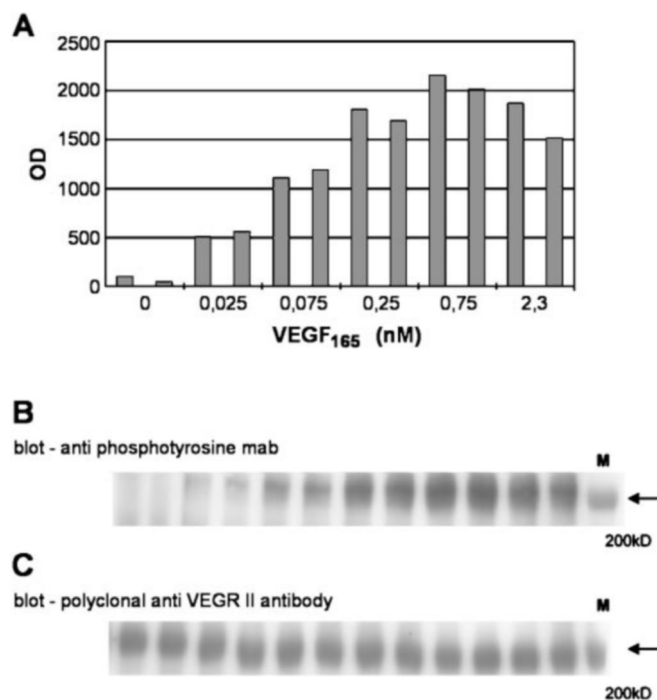 A
2500
2000
1500
1000
500
0
OD
0 0,025 0,075 0,25 0,75 2,3
VEGF165 (nM)
B
blot - anti phosphotyrosine mab
M
200kD
C
blot - polyclonal anti VEGR II antibody
M
200kD